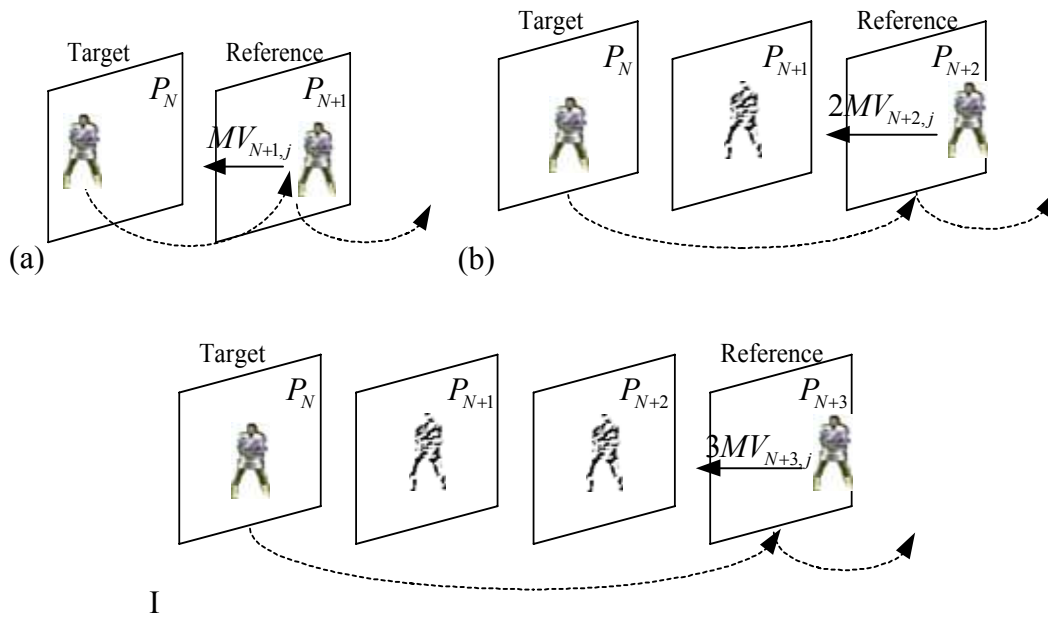 Target Reference
P_N P_{N+1}
MV_{N+1,j}
(a)
Target Reference
P_N P_{N+1} P_{N+2}
2MV_{N+2,j}
(b)
Target Reference
P_N P_{N+1} P_{N+2} P_{N+3}
3MV_{N+3,j}
I